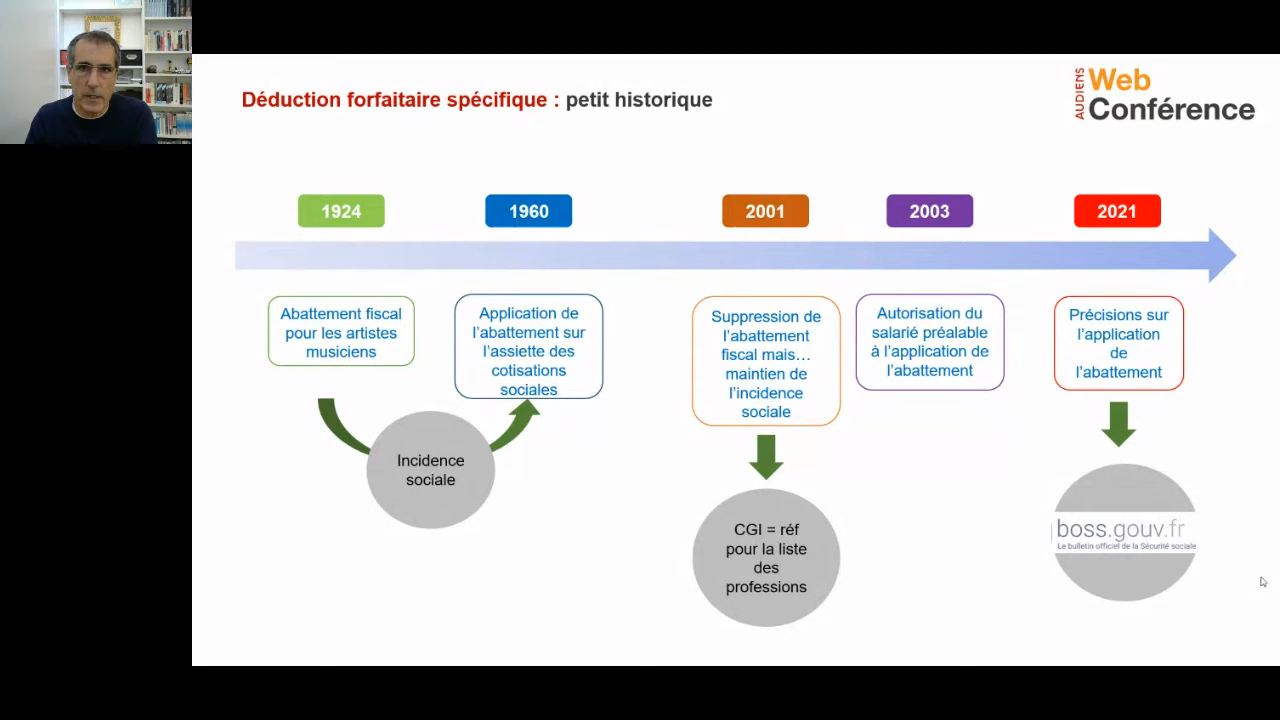 Déduction forfaitaire spécifique : petit historique
AUDIENS
Web
Conférence
1924
1960
2001
2003
2021
Abattement fiscal
pour les artistes
musiciens
Application de
l'abattement sur
l'assiette des
cotisations
sociales
Suppression de
l'abattement
fiscal mais…
maintien de
l'incidence
sociale
Autorisation du
salarié préalable
à l'application de
l'abattement
Précisions sur
l'application
de
l'abattement
Incidence
sociale
CGI = réf
pour la liste
des
professions
boss.gouv.fr
Le bulletin officiel de la Sécurité sociale